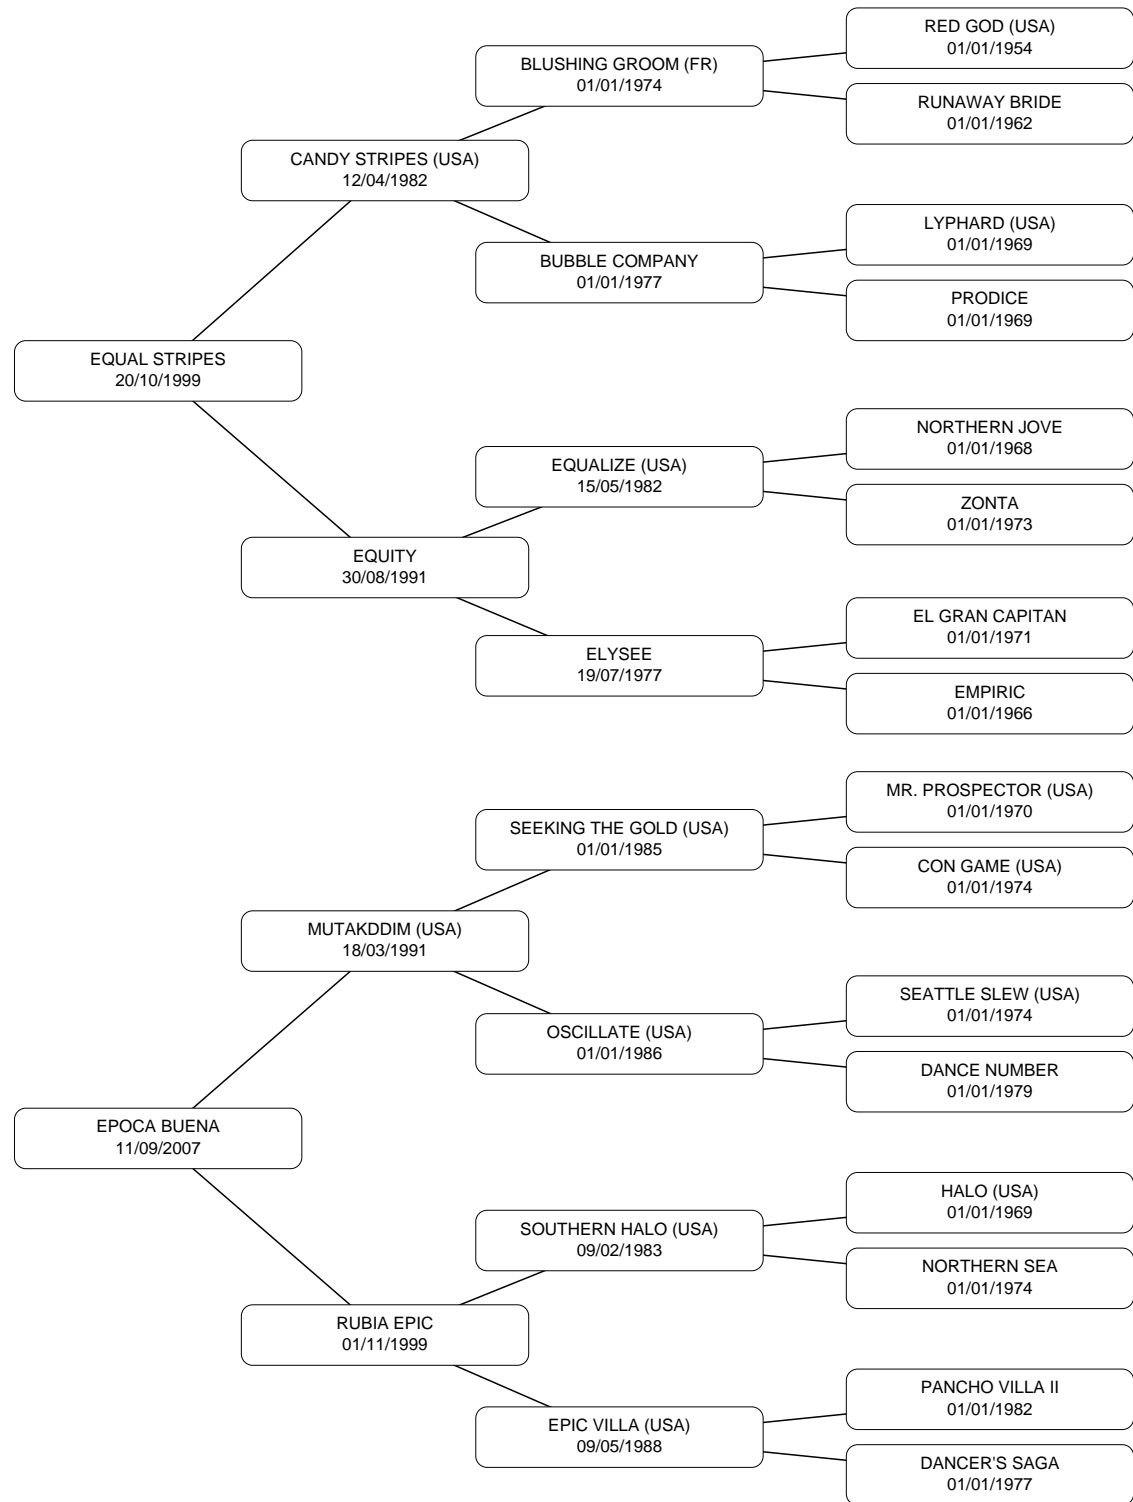 RED GOD (USA)
01/01/1954
BLUSHING GROOM (FR)
01/01/1974
RUNAWAY BRIDE
01/01/1962
CANDY STRIPES (USA)
12/04/1982
LYPHARD (USA)
01/01/1969
BUBBLE COMPANY
01/01/1977
PRODICE
01/01/1969
EQUAL STRIPES
20/10/1999
NORTHERN JOVE
01/01/1968
EQUALIZE (USA)
15/05/1982
ZONTA
01/01/1973
EQUITY
30/08/1991
EL GRAN CAPITAN
01/01/1971
ELYSEE
19/07/1977
EMPIRIC
01/01/1966
MR. PROSPECTOR (USA)
01/01/1970
SEEKING THE GOLD (USA)
01/01/1985
CON GAME (USA)
01/01/1974
MUTAKDDIM (USA)
18/03/1991
SEATTLE SLEW (USA)
01/01/1974
OSCILLATE (USA)
01/01/1986
DANCE NUMBER
01/01/1979
EPOCA BUENA
11/09/2007
HALO (USA)
01/01/1969
SOUTHERN HALO (USA)
09/02/1983
NORTHERN SEA
01/01/1974
RUBIA EPIC
01/11/1999
PANCHO VILLA II
01/01/1982
EPIC VILLA (USA)
09/05/1988
DANCER'S SAGA
01/01/1977